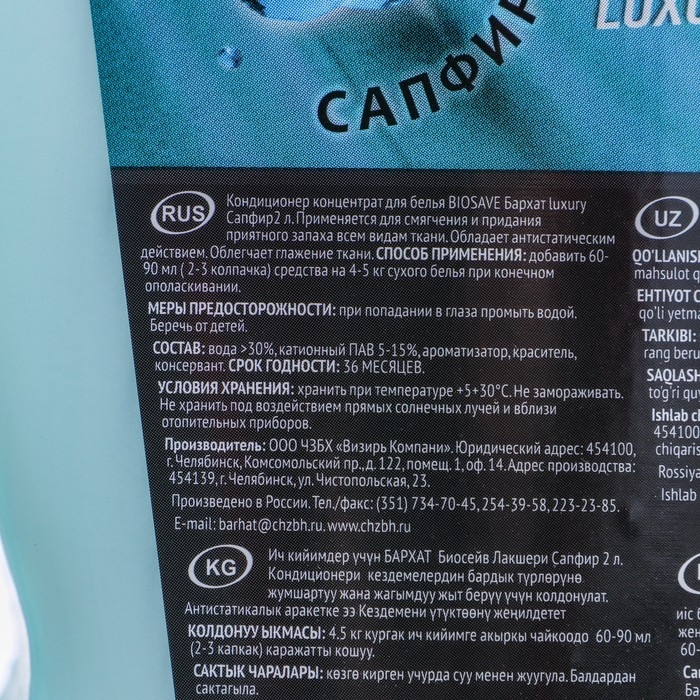 САПФИР
LUXU
RUS
Кондиционер концентрат для белья BIOSAVE Бархат luxury
Сапфир2 л. Применяется для смягчения и придания
приятного запаха всем видам ткани. Обладает антистатическим
действием. Облегчает глажение ткани. СПОСОБ ПРИМЕНЕНИЯ: добавить 60-
90 мл ( 2-3 колпачка) средства на 4-5 кг сухого белья при конечном
ополаскивании.
МЕРЫ ПРЕДОСТОРОЖНОСТИ: при попадании в глаза промыть водой.
Беречь от детей.
СОСТАВ: вода >30%, катионный ПАВ 5-15%, ароматизатор, краситель,
консервант. СРОК ГОДНОСТИ: 36 МЕСЯЦЕВ.
УСЛОВИЯ ХРАНЕНИЯ: хранить при температуре +5+30°С. Не замораживать.
Не хранить под воздействием прямых солнечных лучей и вблизи
отопительных приборов.
Производитель: ООО ЧЗБХ «Визирь Компани». Юридический адрес: 454100,
г. Челябинск, Комсомольский пр., д. 122, помещ. 1, оф. 14. Адрес производства:
454139, г. Челябинск, ул. Чистопольская, 23.
Произведено в России. Тел./факс: (351) 734-70-45, 254-39-58, 223-23-85.
E-mail: barhat@chzbh.ru. www.chzbh.ru
KG
Ич кийимдер үчүн БАРХАТ Биосейв Лакшери Сапфир 2 л.
Кондиционери кездемелердин бардык түрлөрүнө
жумшартуу жана жагымдуу жыт берүү үчүн колдонулат.
Антистатикалык аракетке ээ Кездемени үтүктөөнү жеңилдетет
КОЛДОНУУ ЫКМАСЫ: 4.5 кг кургак ич кийимге акыркы чайкоодо 60-90 мл
(2-3 капкак) каражатты кошуу.
САКТЫК ЧАРАЛАРЫ: көзгө кирген учурда суу менен жуугула. Балдардан
сактагыла.
UZ
QO'LLANISH
mahsulot q
EHTIYOT C
qo'li yetma
TARKIBI:
rang beru
SAQLASH
to'g'ri quy
Ishlab ch
454100
chiqaris
Rossiya
Ishlab
иіс б
жен
60-
Са
Ба